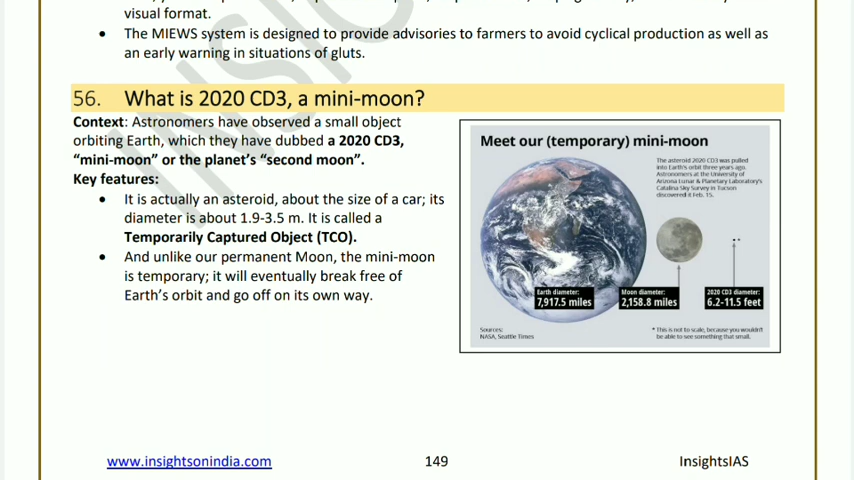 visual format.
• The MIEWS system is designed to provide advisories to farmers to avoid cyclical production as well as
an early warning in situations of gluts.
56. What is 2020 CD3, a mini-moon?
Context: Astronomers have observed a small object
orbiting Earth, which they have dubbed a 2020 CD3,
“mini-moon” or the planet’s “second moon”.
Key features:
• It is actually an asteroid, about the size of a car; its
diameter is about 1.9-3.5 m. It is called a
Temporarily Captured Object (TCO).
• And unlike our permanent Moon, the mini-moon
is temporary; it will eventually break free of
Earth’s orbit and go off on its own way.
Meet our (temporary) mini-moon
The asteroid 2020 CD3 was pulled
into Earth’s orbit three years ago.
Astronomers at the University of
Arizona Lunar & Planetary Laboratory’s
Catalina Sky Survey in Tucson
discovered it Feb. 15.
Earth diameter:
7,917.5 miles
Moon diameter:
2,158.8 miles
2020 CD3 diameter:
6.2-11.5 feet
Sources:
NASA, Seattle Times
* This is not to scale, because you wouldn’t
be able to see something that small.
www.insightsonindia.com
149
InsightsIAS